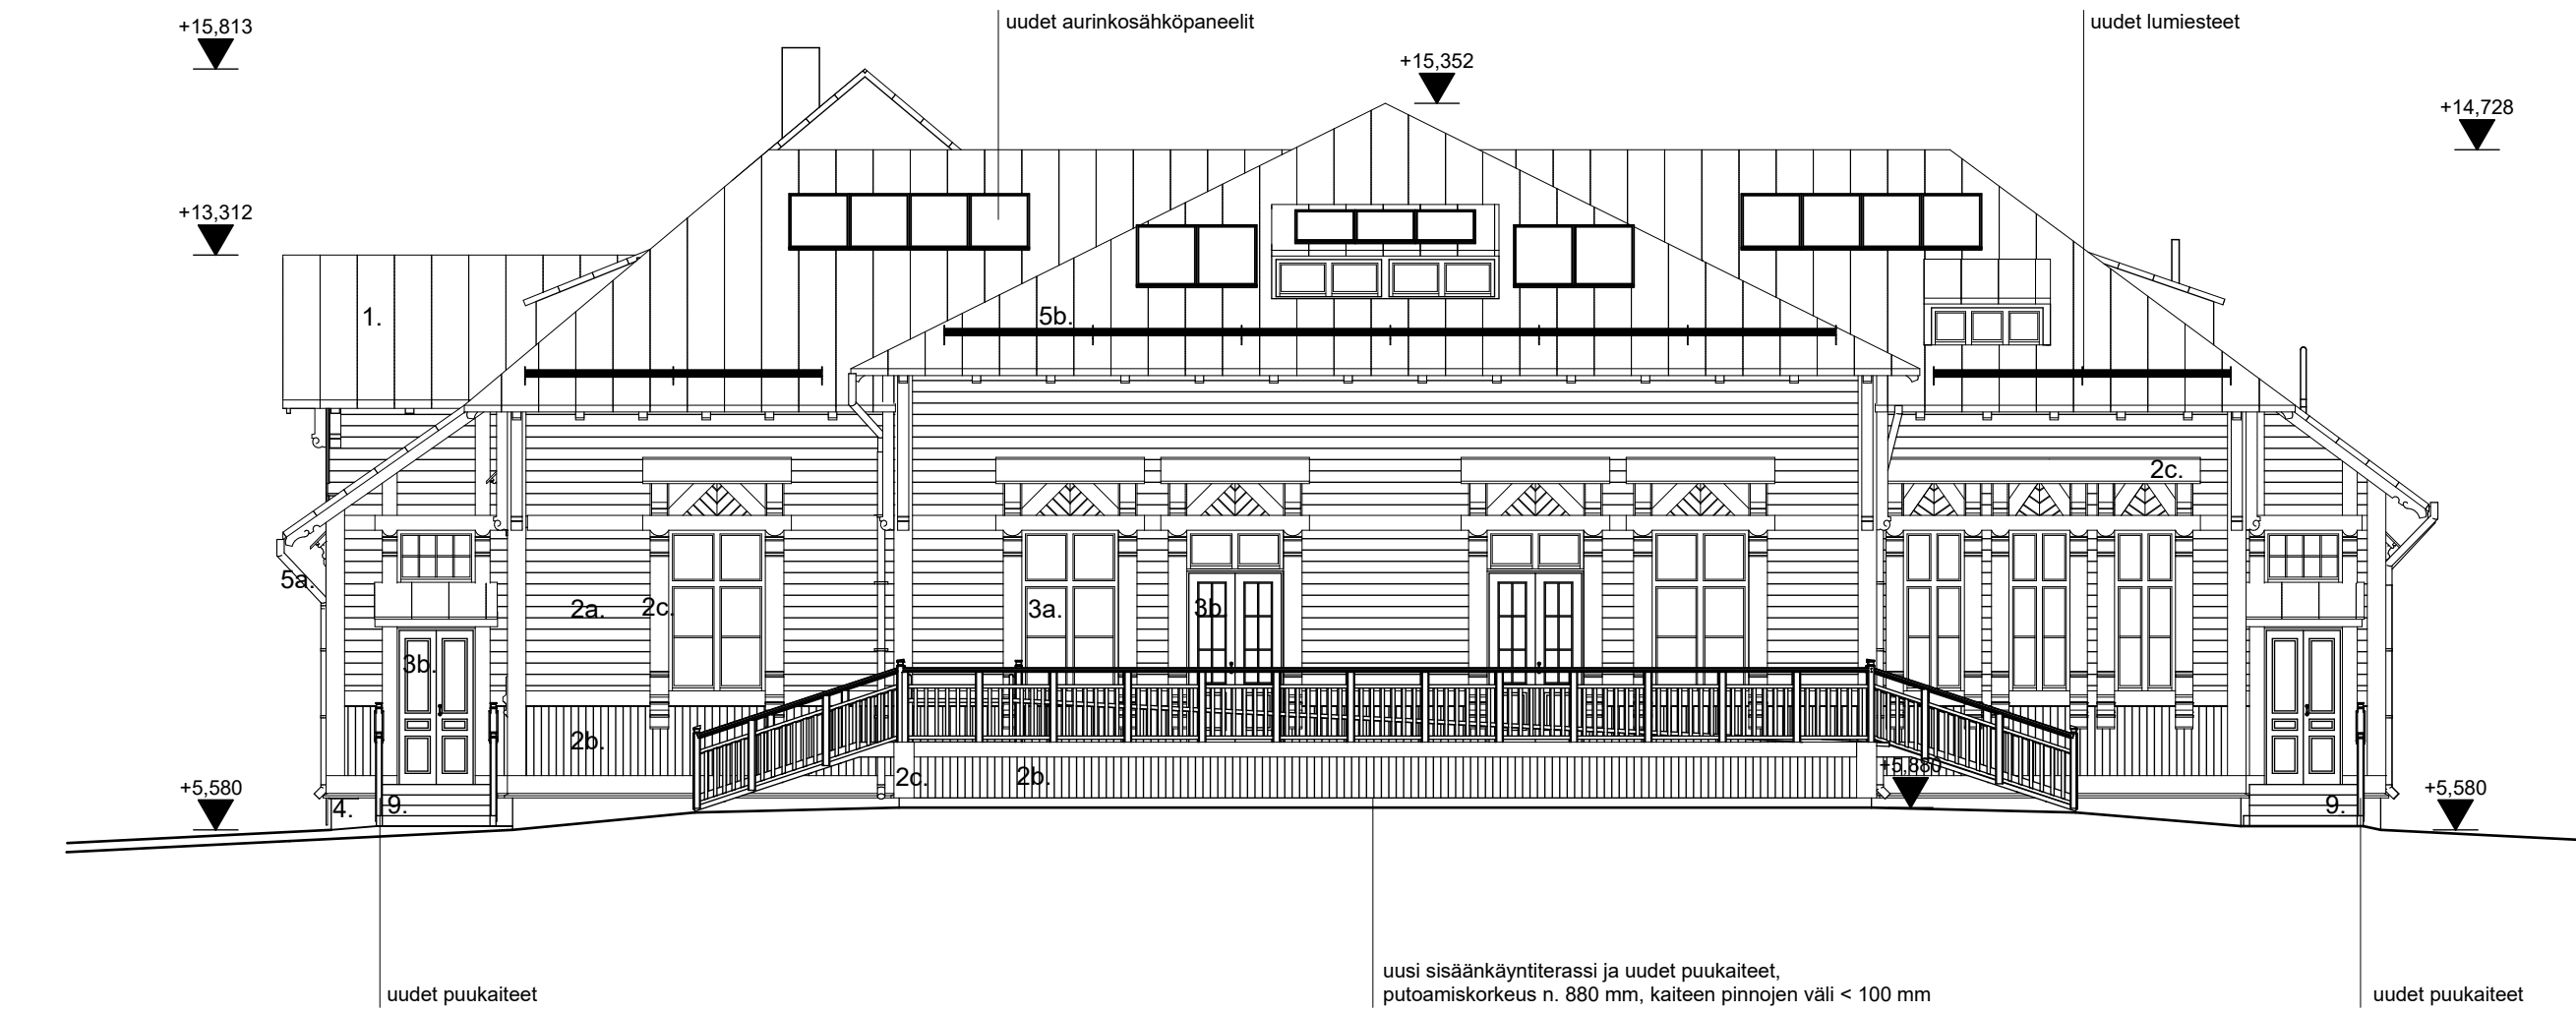 +15,813
uudet aurinkosähköpaneelit
uudet lumiesteet
+15,352
+14,728
+13,312
1.
5b.
2c.
5a.
2a.
2c.
3a.
3b.
3b.
2b.
2c.
2b.
+5,880
+5,580
+5,580
4.
9.
9.
uusi sisäänkäyntiterassi ja uudet puukaiteet,
uudet puukaiteet
putoamiskorkeus n. 880 mm, kaiteen pinnojen väli < 100 mm
uudet puukaiteet